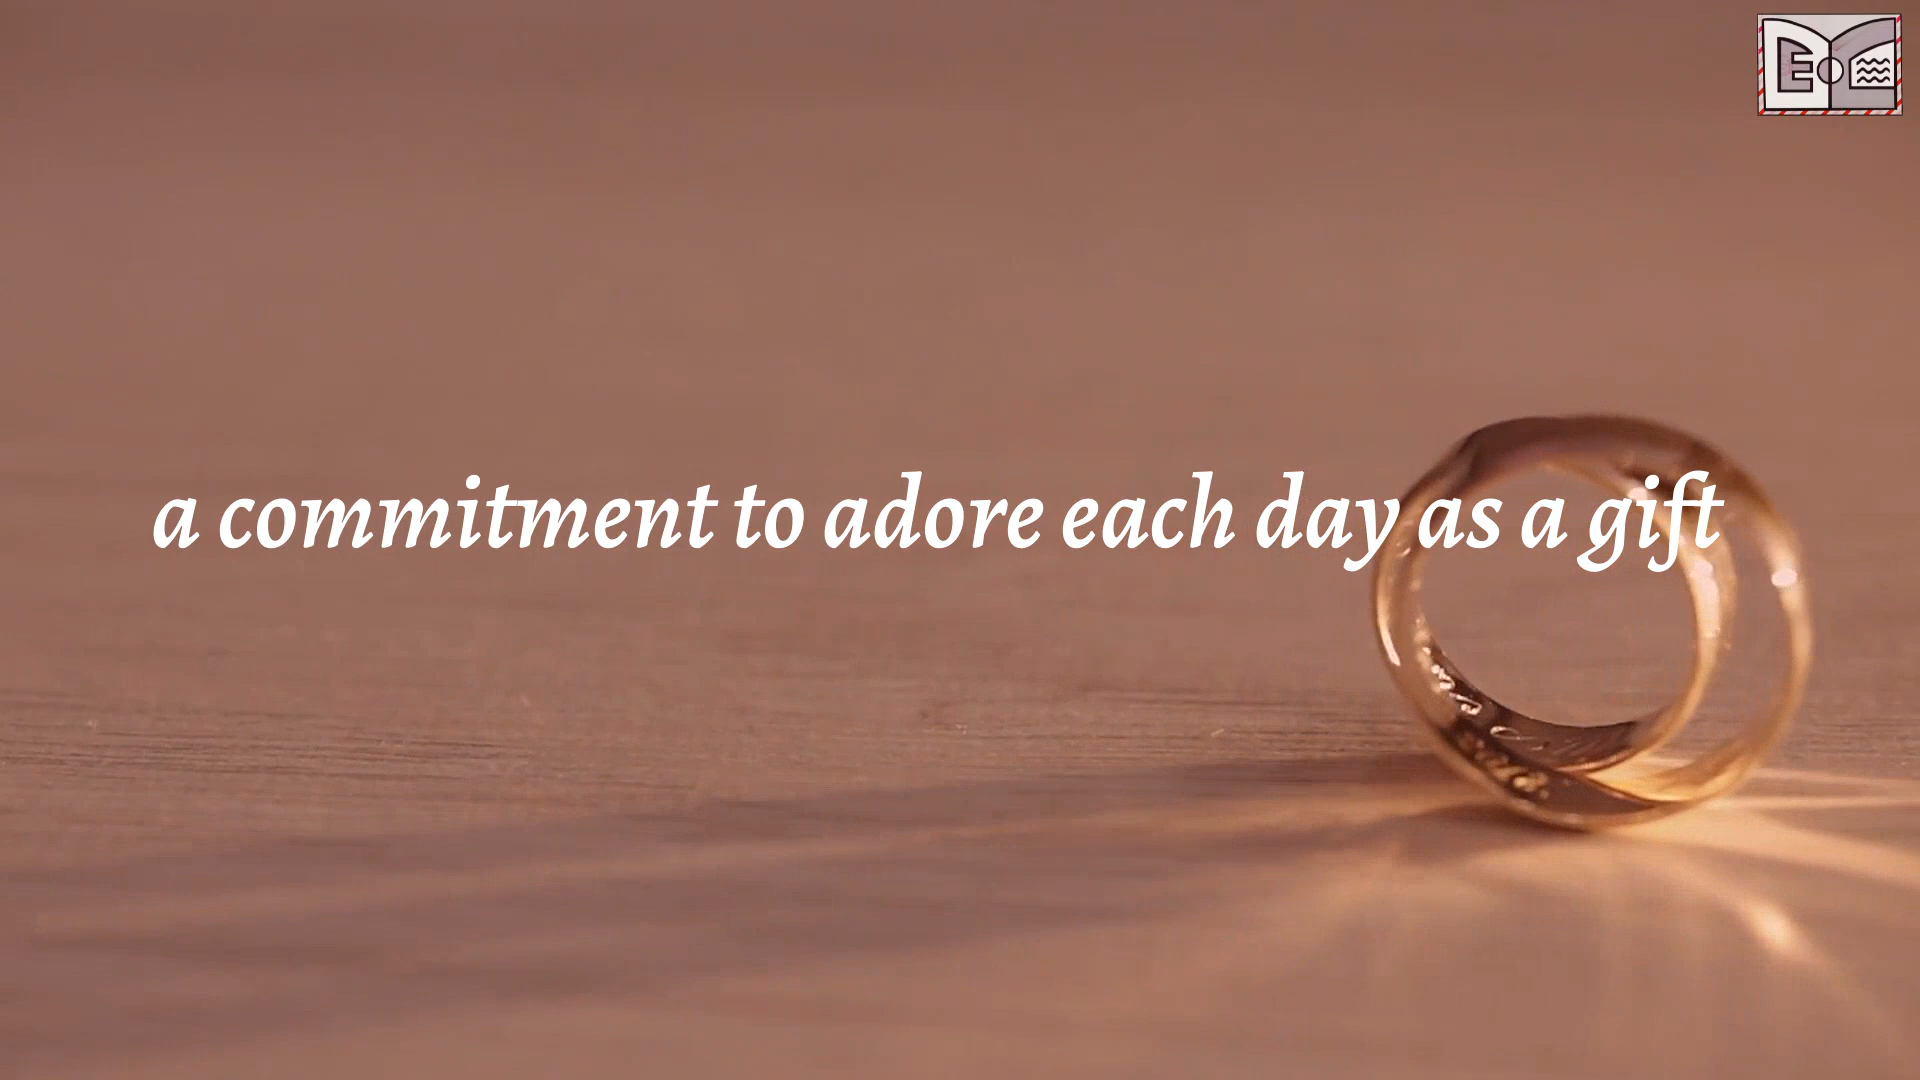 a commitment to adore each day as a gift